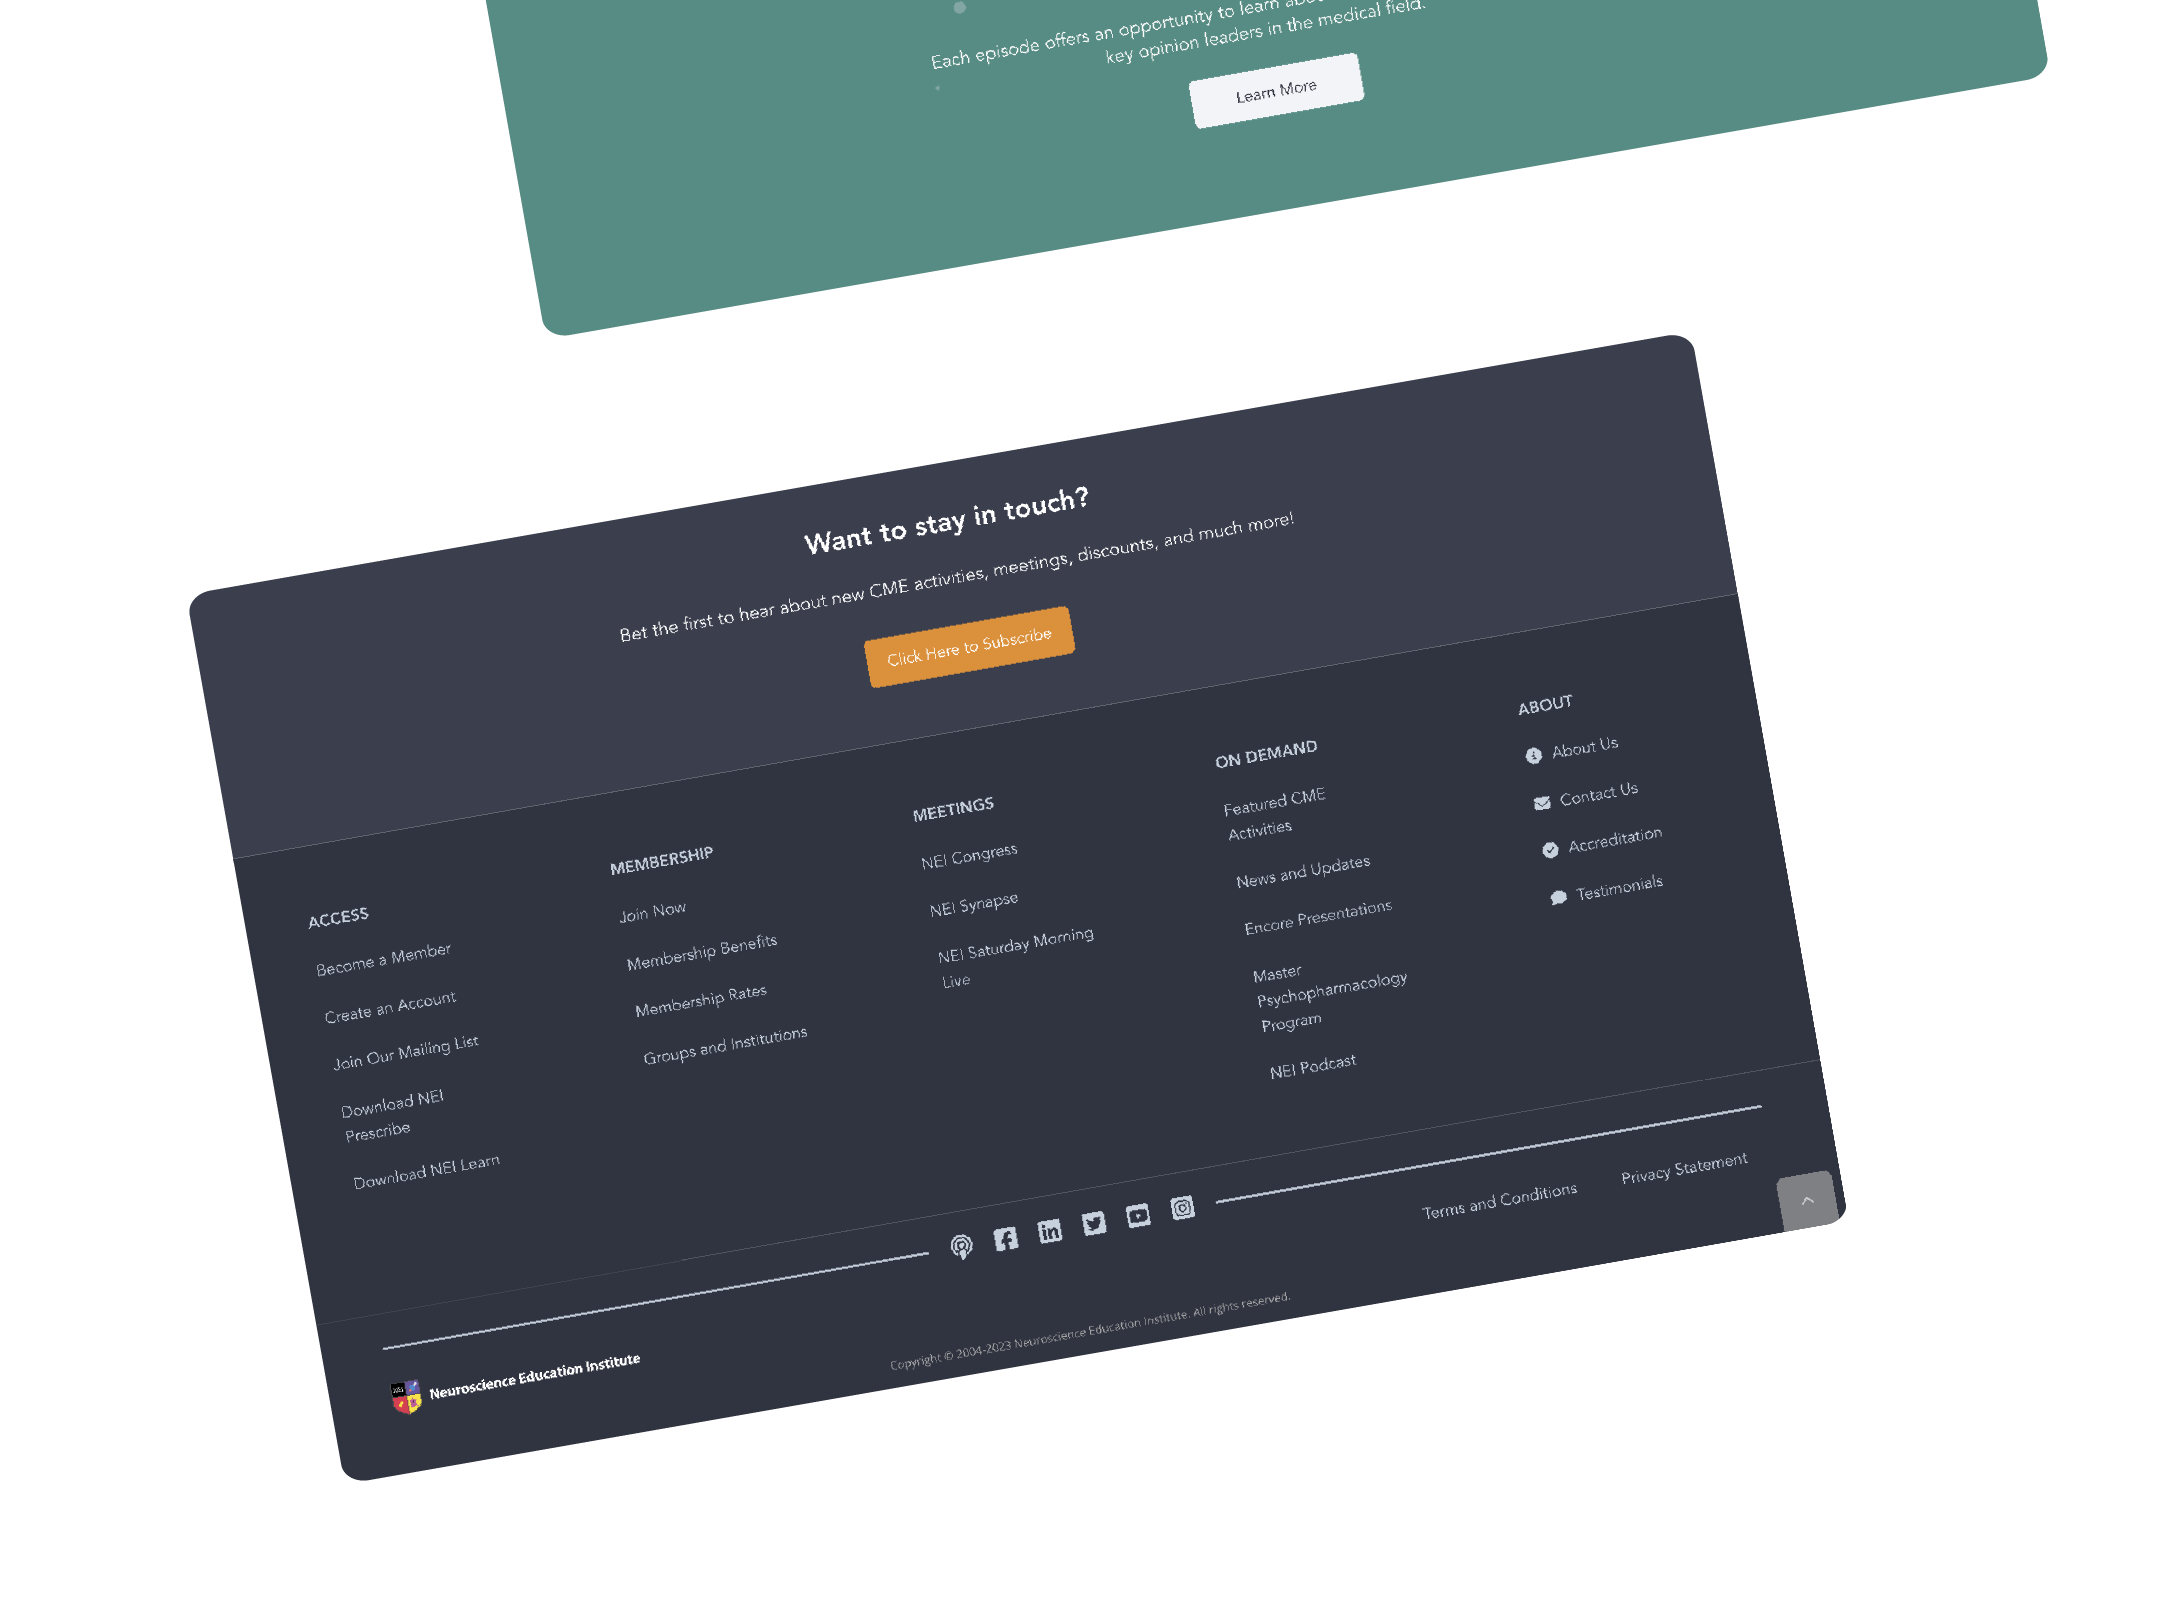 Each episode offers an opportunity to learn
key opinion leaders in the medical field.
Learn More
Want to stay in touch?
Bet the first to hear about new CME activities, meetings, discounts, and much more!
Click Here to Subscribe
ACCESS
Become a Member
Create an Account
Join Our Mailing List
Download NEI
Prescribe
Download NEI Learn
MEMBERSHIP
Join Now
Membership Benefits
Membership Rates
Groups and Institutions
MEETINGS
NEI Congress
NEI Synapse
NEI Saturday Morning
Live
ON DEMAND
Featured CME
Activities
News and Updates
Encore Presentations
Master
Psychopharmacology
Program
NEI Podcast
ABOUT
About Us
Contact Us
Accreditation
Testimonials
Neuroscience Education Institute
Copyright © 2004-2023 Neuroscience Education Institute. All rights reserved.
Terms and Conditions
Privacy Statement